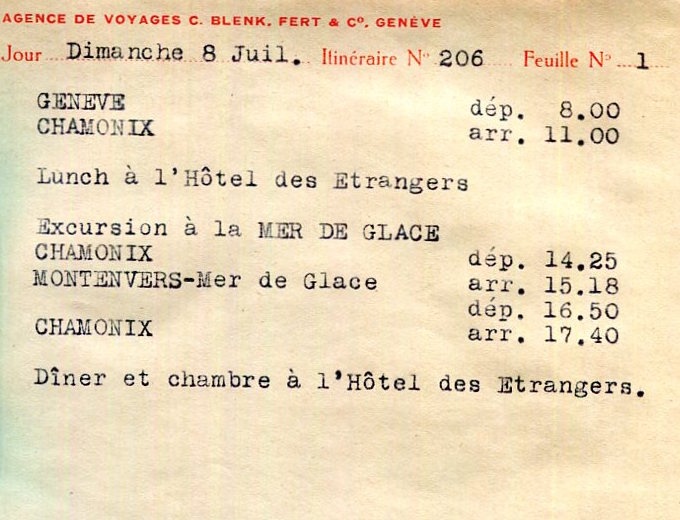 AGENCE DE VOYAGES C. BLENK, FERT & Cº, GENÈVE
Jour Dimanche 8 Juil. Itinéraire Nº 206 Feuille Nº 1
GENEVE dép. 8.00
CHAMONIX arr. 11.00
Lunch à l'Hôtel des Etrangers
Excursion à la MER DE GLACE
CHAMONIX dép. 14.25
MONTENVERS-Mer de Glace arr. 15.18
dép. 16.50
CHAMONIX arr. 17.40
Dîner et chambre à l'Hôtel des Etrangers.